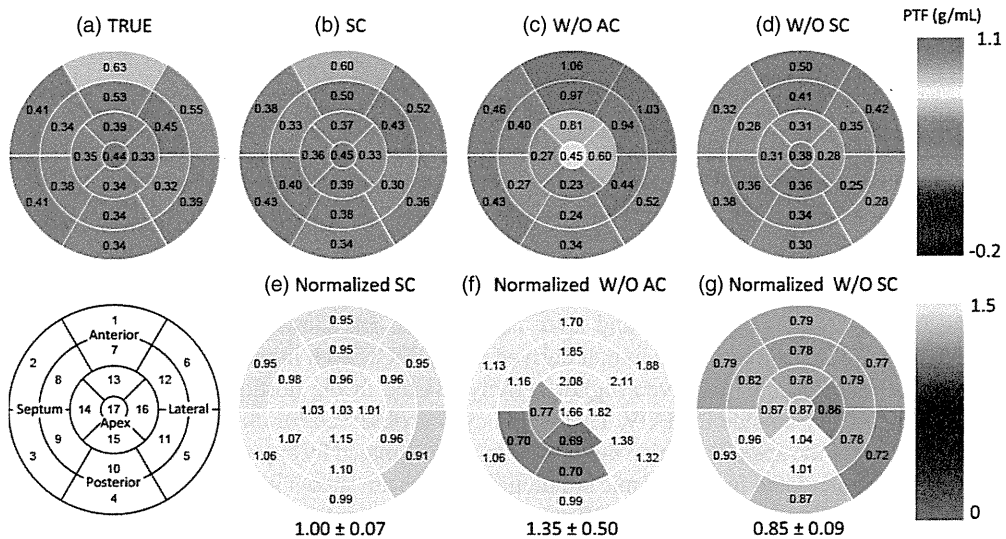 (a) TRUE
0.63
0.41 0.53 0.55
0.34 0.39 0.45
0.35 0.44 0.33
0.38 0.34 0.32
0.41 0.34 0.39
0.34
(b) SC
0.60
0.38 0.50 0.52
0.33 0.37 0.43
0.36 0.45 0.33
0.40 0.39 0.30
0.43 0.38 0.36
0.34
(c) W/O AC
1.06
0.46 0.97 1.03
0.40 0.81 0.94
0.27 0.45 0.60
0.27 0.23 0.44
0.43 0.24 0.52
0.34
(d) W/O SC
0.50
0.32 0.41 0.42
0.28 0.31 0.35
0.31 0.38 0.28
0.36 0.36 0.25
0.38 0.34 0.28
0.30
PTF (g/mL)
1.1
-0.2
1
Anterior
2 7 6
8 13 12
Septum 14 17 16 Lateral
Apex
9 15 11
3 10 5
Posterior
4
(e) Normalized SC
0.95
0.95 0.95 0.95
0.98 0.96 0.96
1.03 1.03 1.01
1.07 1.15 0.96
1.06 1.10 0.91
0.99
1.00 ± 0.07
(f) Normalized W/O AC
1.70
1.13 1.85 1.88
1.16 2.08 2.11
0.77 1.66 1.82
0.70 0.69 1.38
1.06 0.70 1.32
0.99
1.35 ± 0.50
(g) Normalized W/O SC
0.79
0.79 0.78 0.77
0.82 0.78 0.79
0.87 0.87 0.86
0.96 1.04 0.78
0.93 1.01 0.72
0.87
0.85 ± 0.09
1.5
0